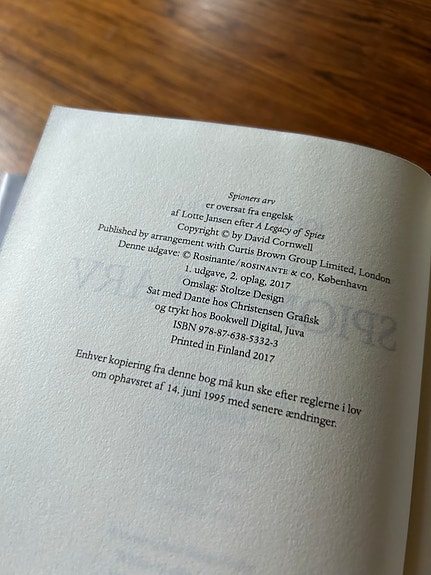 Spioners arv
er oversat fra engelsk
af Lotte Jansen efter A Legacy of Spies
Copyright © by David Cornwell
Published by arrangement with Curtis Brown Group Limited, London
Denne udgave: © Rosinante/ROSINANTE & CO, København
1. udgave, 2. oplag, 2017
Omslag: Stoltze Design
Sat med Dante hos Christensen Grafisk
og trykt hos Bookwell Digital, Juva
ISBN 978-87-638-5332-3
Printed in Finland 2017
Enhver kopiering fra denne bog må kun ske efter reglerne i lov
om ophavsret af 14. juni 1995 med senere ændringer.